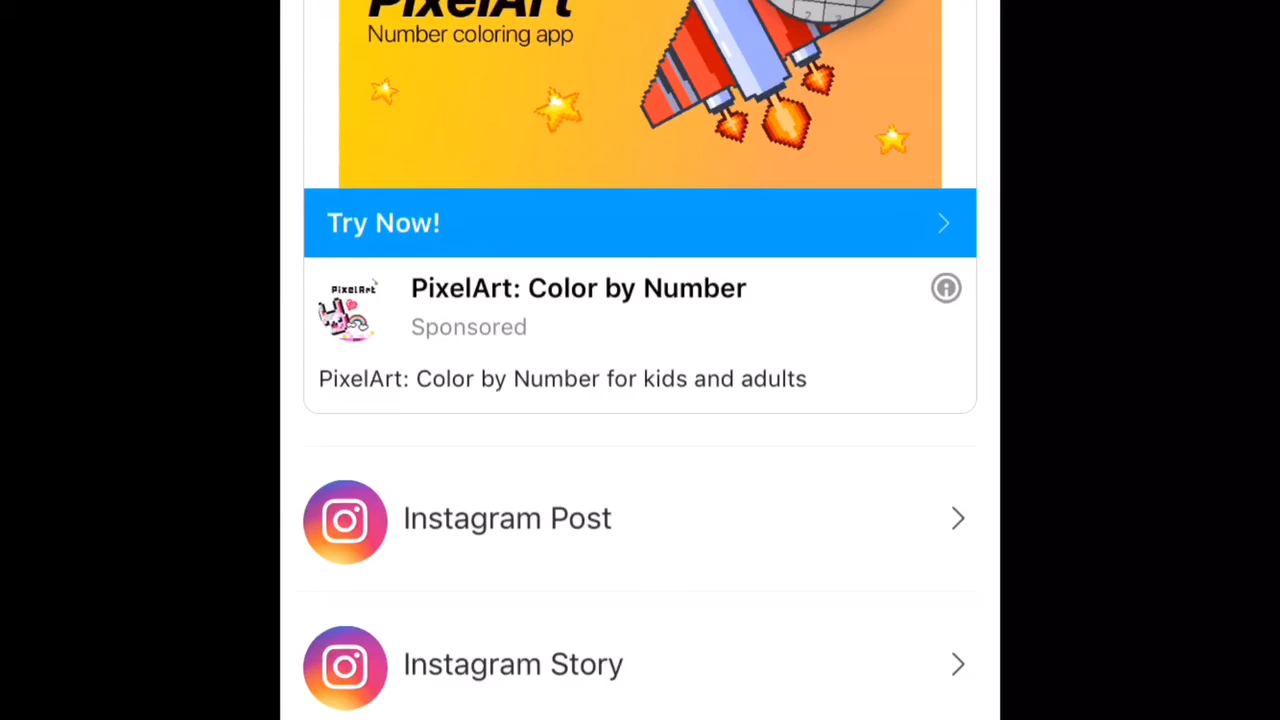 PixelArt
Number coloring app
Try Now!
PixelArt
PixelArt: Color by Number
Sponsored
PixelArt: Color by Number for kids and adults
Instagram Post
Instagram Story